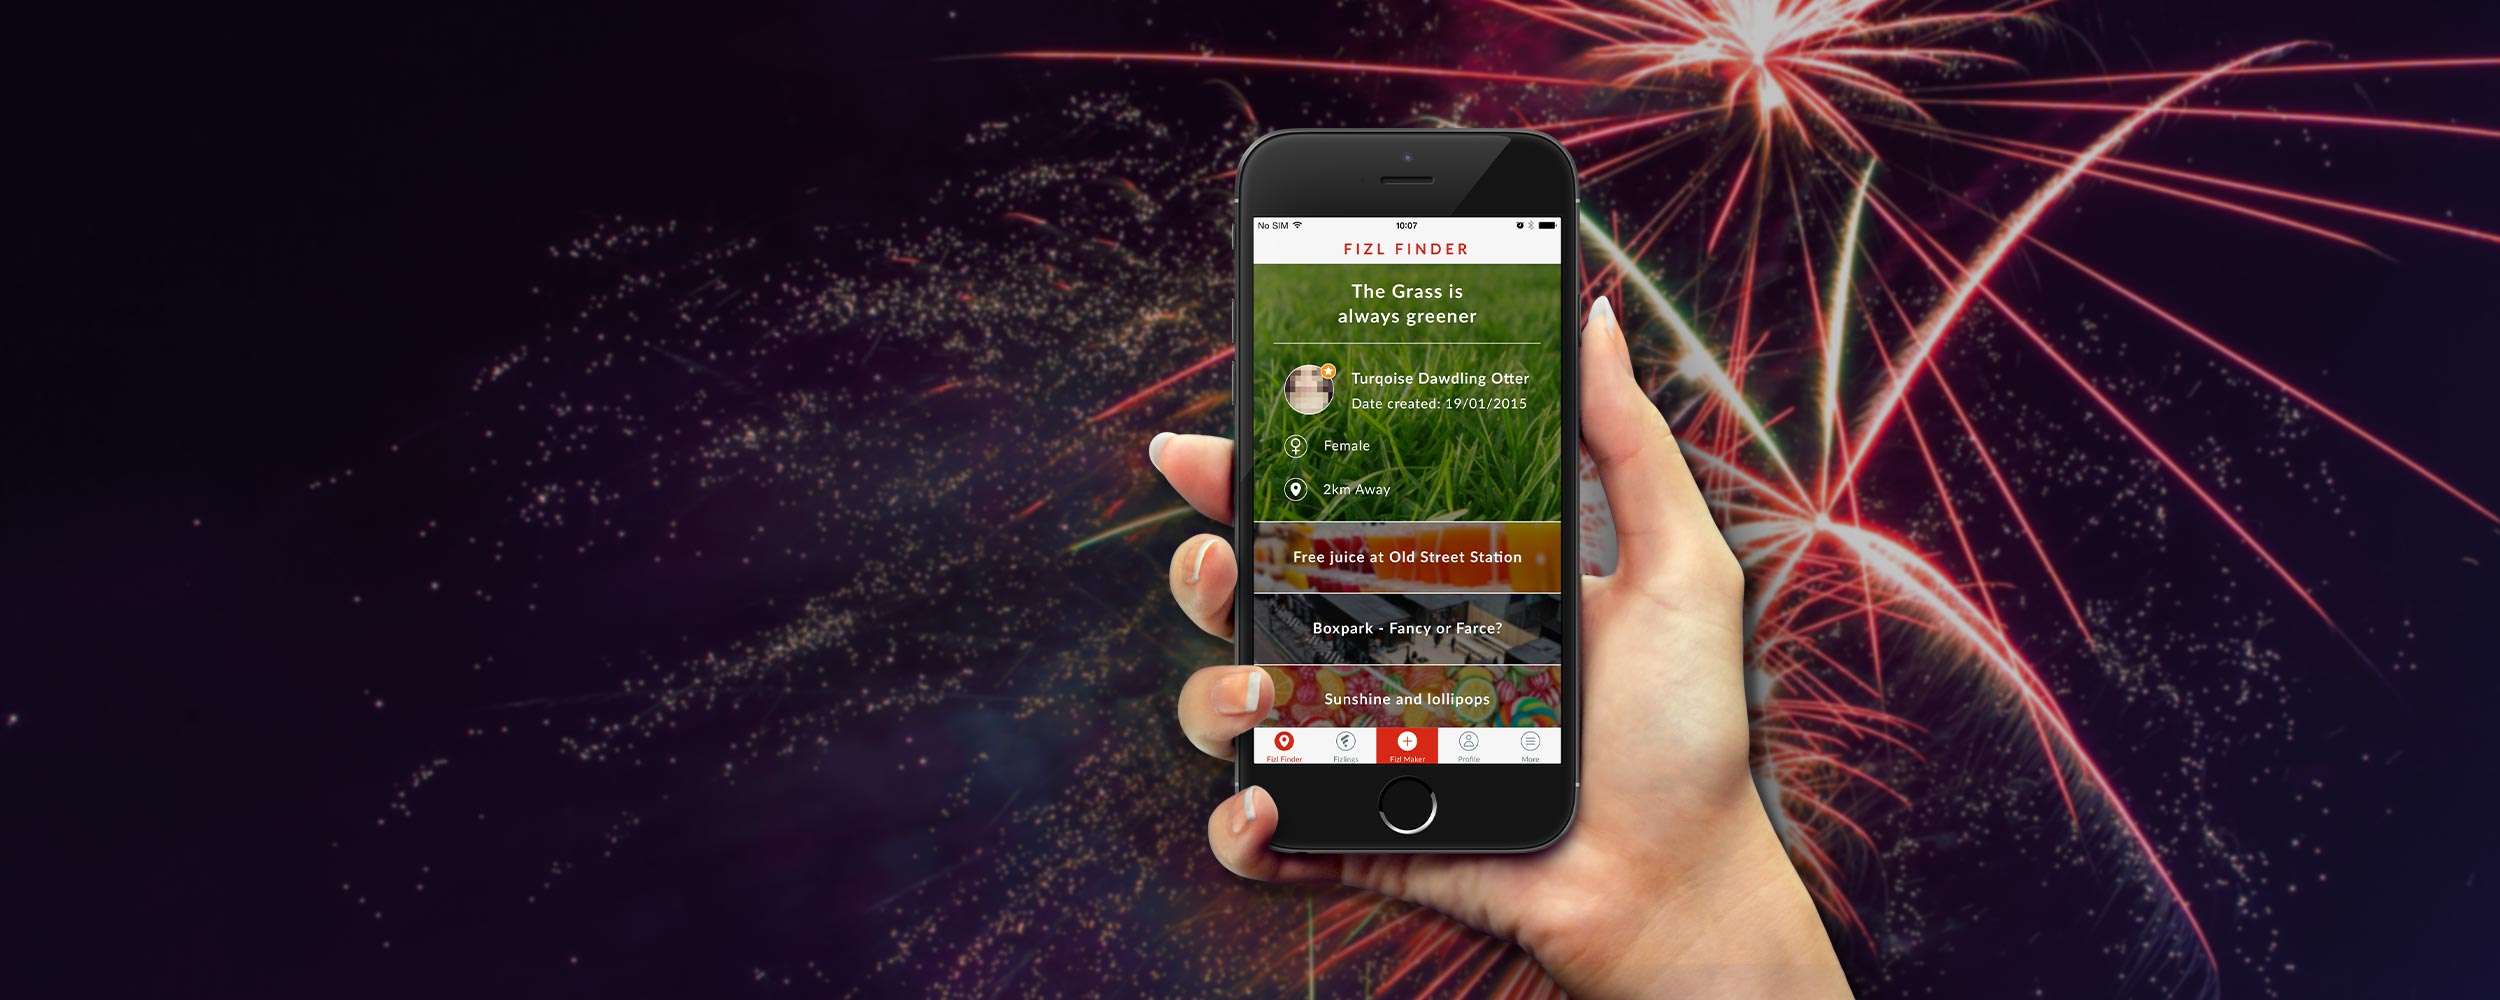 No SIM 10:07
FIZL FINDER
The Grass is
always greener
Turqoise Dawdling Otter
Date created: 19/01/2015
Female
2km Away
Free juice at Old Street Station
Boxpark - Fancy or Farce?
Sunshine and lollipops
Fizl Finder Fizlings Fizl Maker Profile More